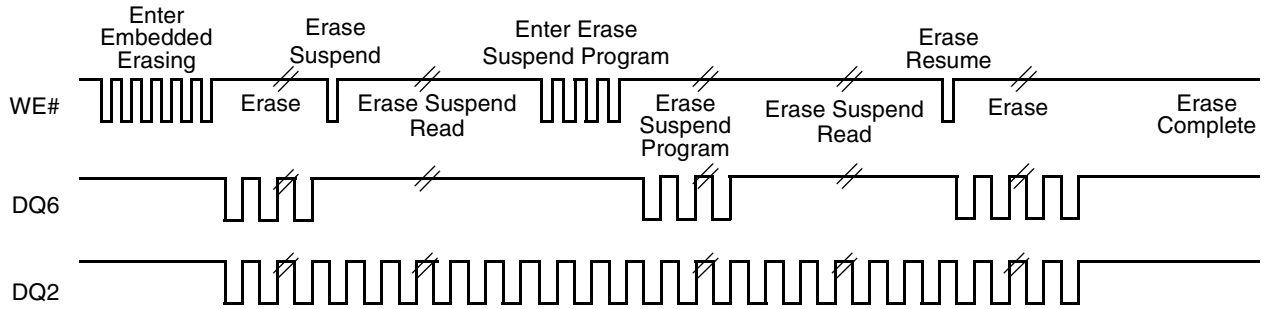 Enter
Embedded
Erasing
Erase
Suspend
Enter Erase
Suspend Program
Erase
Resume
WE#
Erase
Erase Suspend
Read
Erase
Suspend
Program
Erase Suspend
Read
Erase
Erase
Complete
DQ6
DQ2